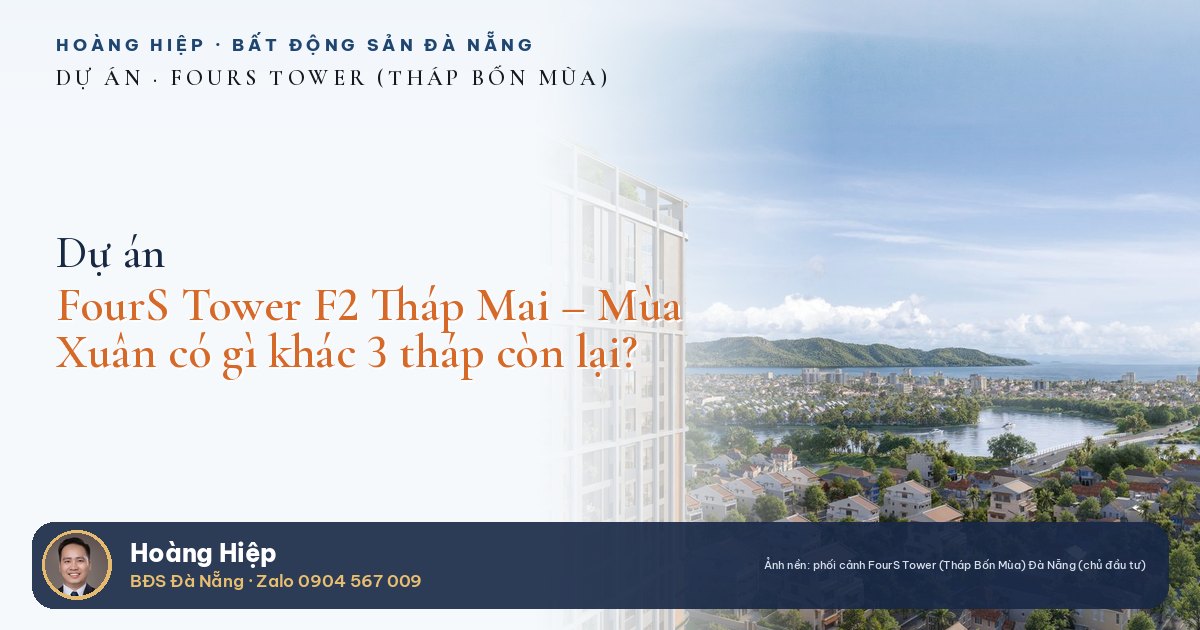 HOÀNG HIỆP · BẤT ĐỘNG SẢN ĐÀ NẴNG
DỰ ÁN · FOURS TOWER (THÁP BỐN MÙA)
Dự án
FourS Tower F2 Tháp Mai – Mùa
Xuân có gì khác 3 tháp còn lại?
Hoàng Hiệp
BĐS Đà Nẵng · Zalo 0904 567 009
Ảnh nền: phối cảnh FourS Tower (Tháp Bốn Mùa) Đà Nẵng (chủ đầu tư)